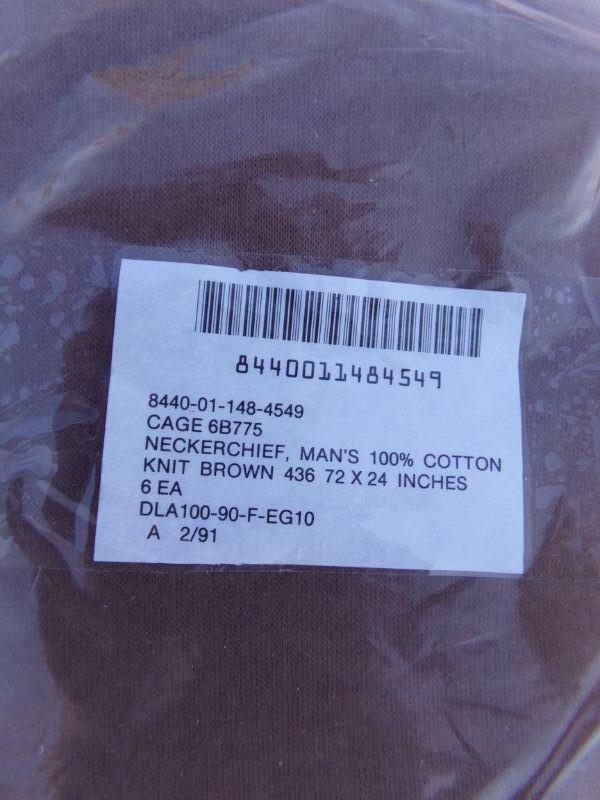 8440011484549
8440-01-148-4549
CAGE 6B775
NECKERCHIEF, MAN'S 100% COTTON
KNIT BROWN 436 72 X 24 INCHES
6 EA
DLA100-90-F-EG10
A 2/91